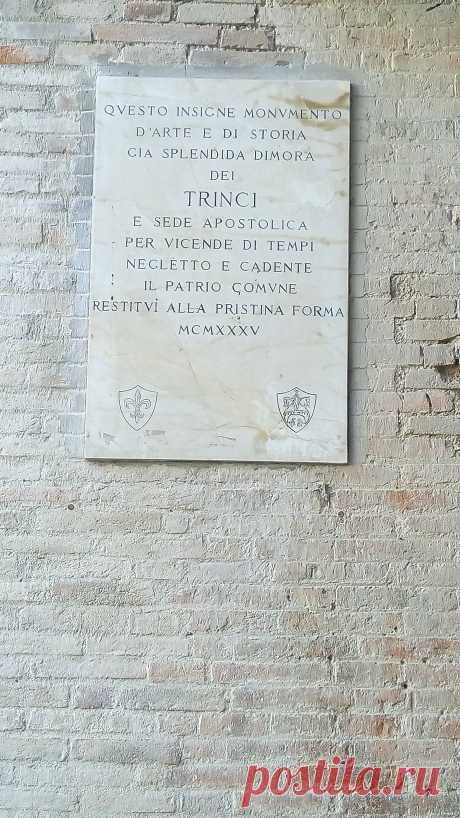 QVESTO INSIGNE MONVMENTO
D'ARTE E DI STORIA
GIA SPLENDIDA DIMORA
DEI
TRINCI
E SEDE APOSTOLICA
PER VICENDE DI TEMPI
NEGLETTO E CADENTE
IL PATRIO COMVNE
RESTITVÌ ALLA PRISTINA FORMA
MCMXXXV
postila.ru